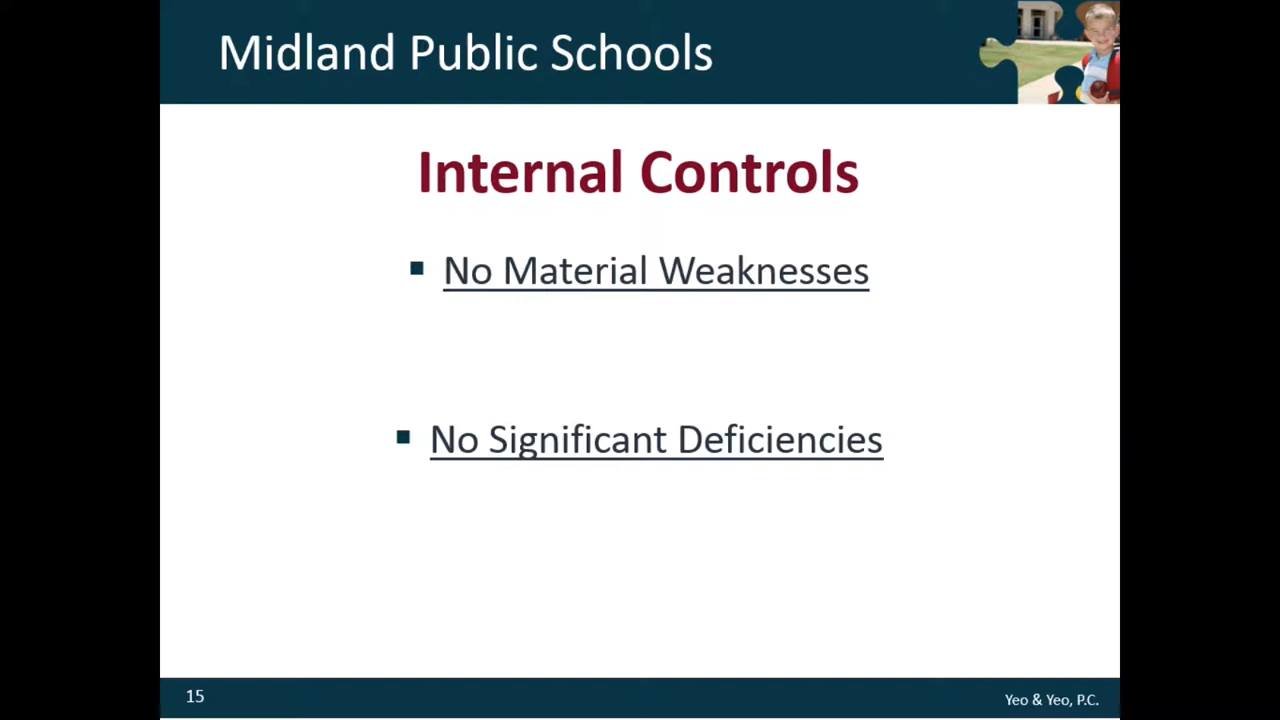 Midland Public Schools
Internal Controls
▪ No Material Weaknesses
▪ No Significant Deficiencies
15
Yeo & Yeo, P.C.